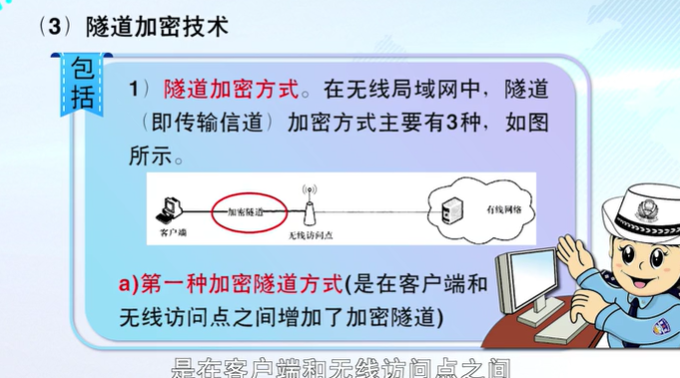 （3）隧道加密技术
包括
1）隧道加密方式。在无线局域网中，隧道
（即传输信道）加密方式主要有3种，如图
所示。
加密隧道
有线网络
客户端
无线访问点
a)第一种加密隧道方式(是在客户端和
无线访问点之间增加了加密隧道)
是在客户端和无线访问点之间